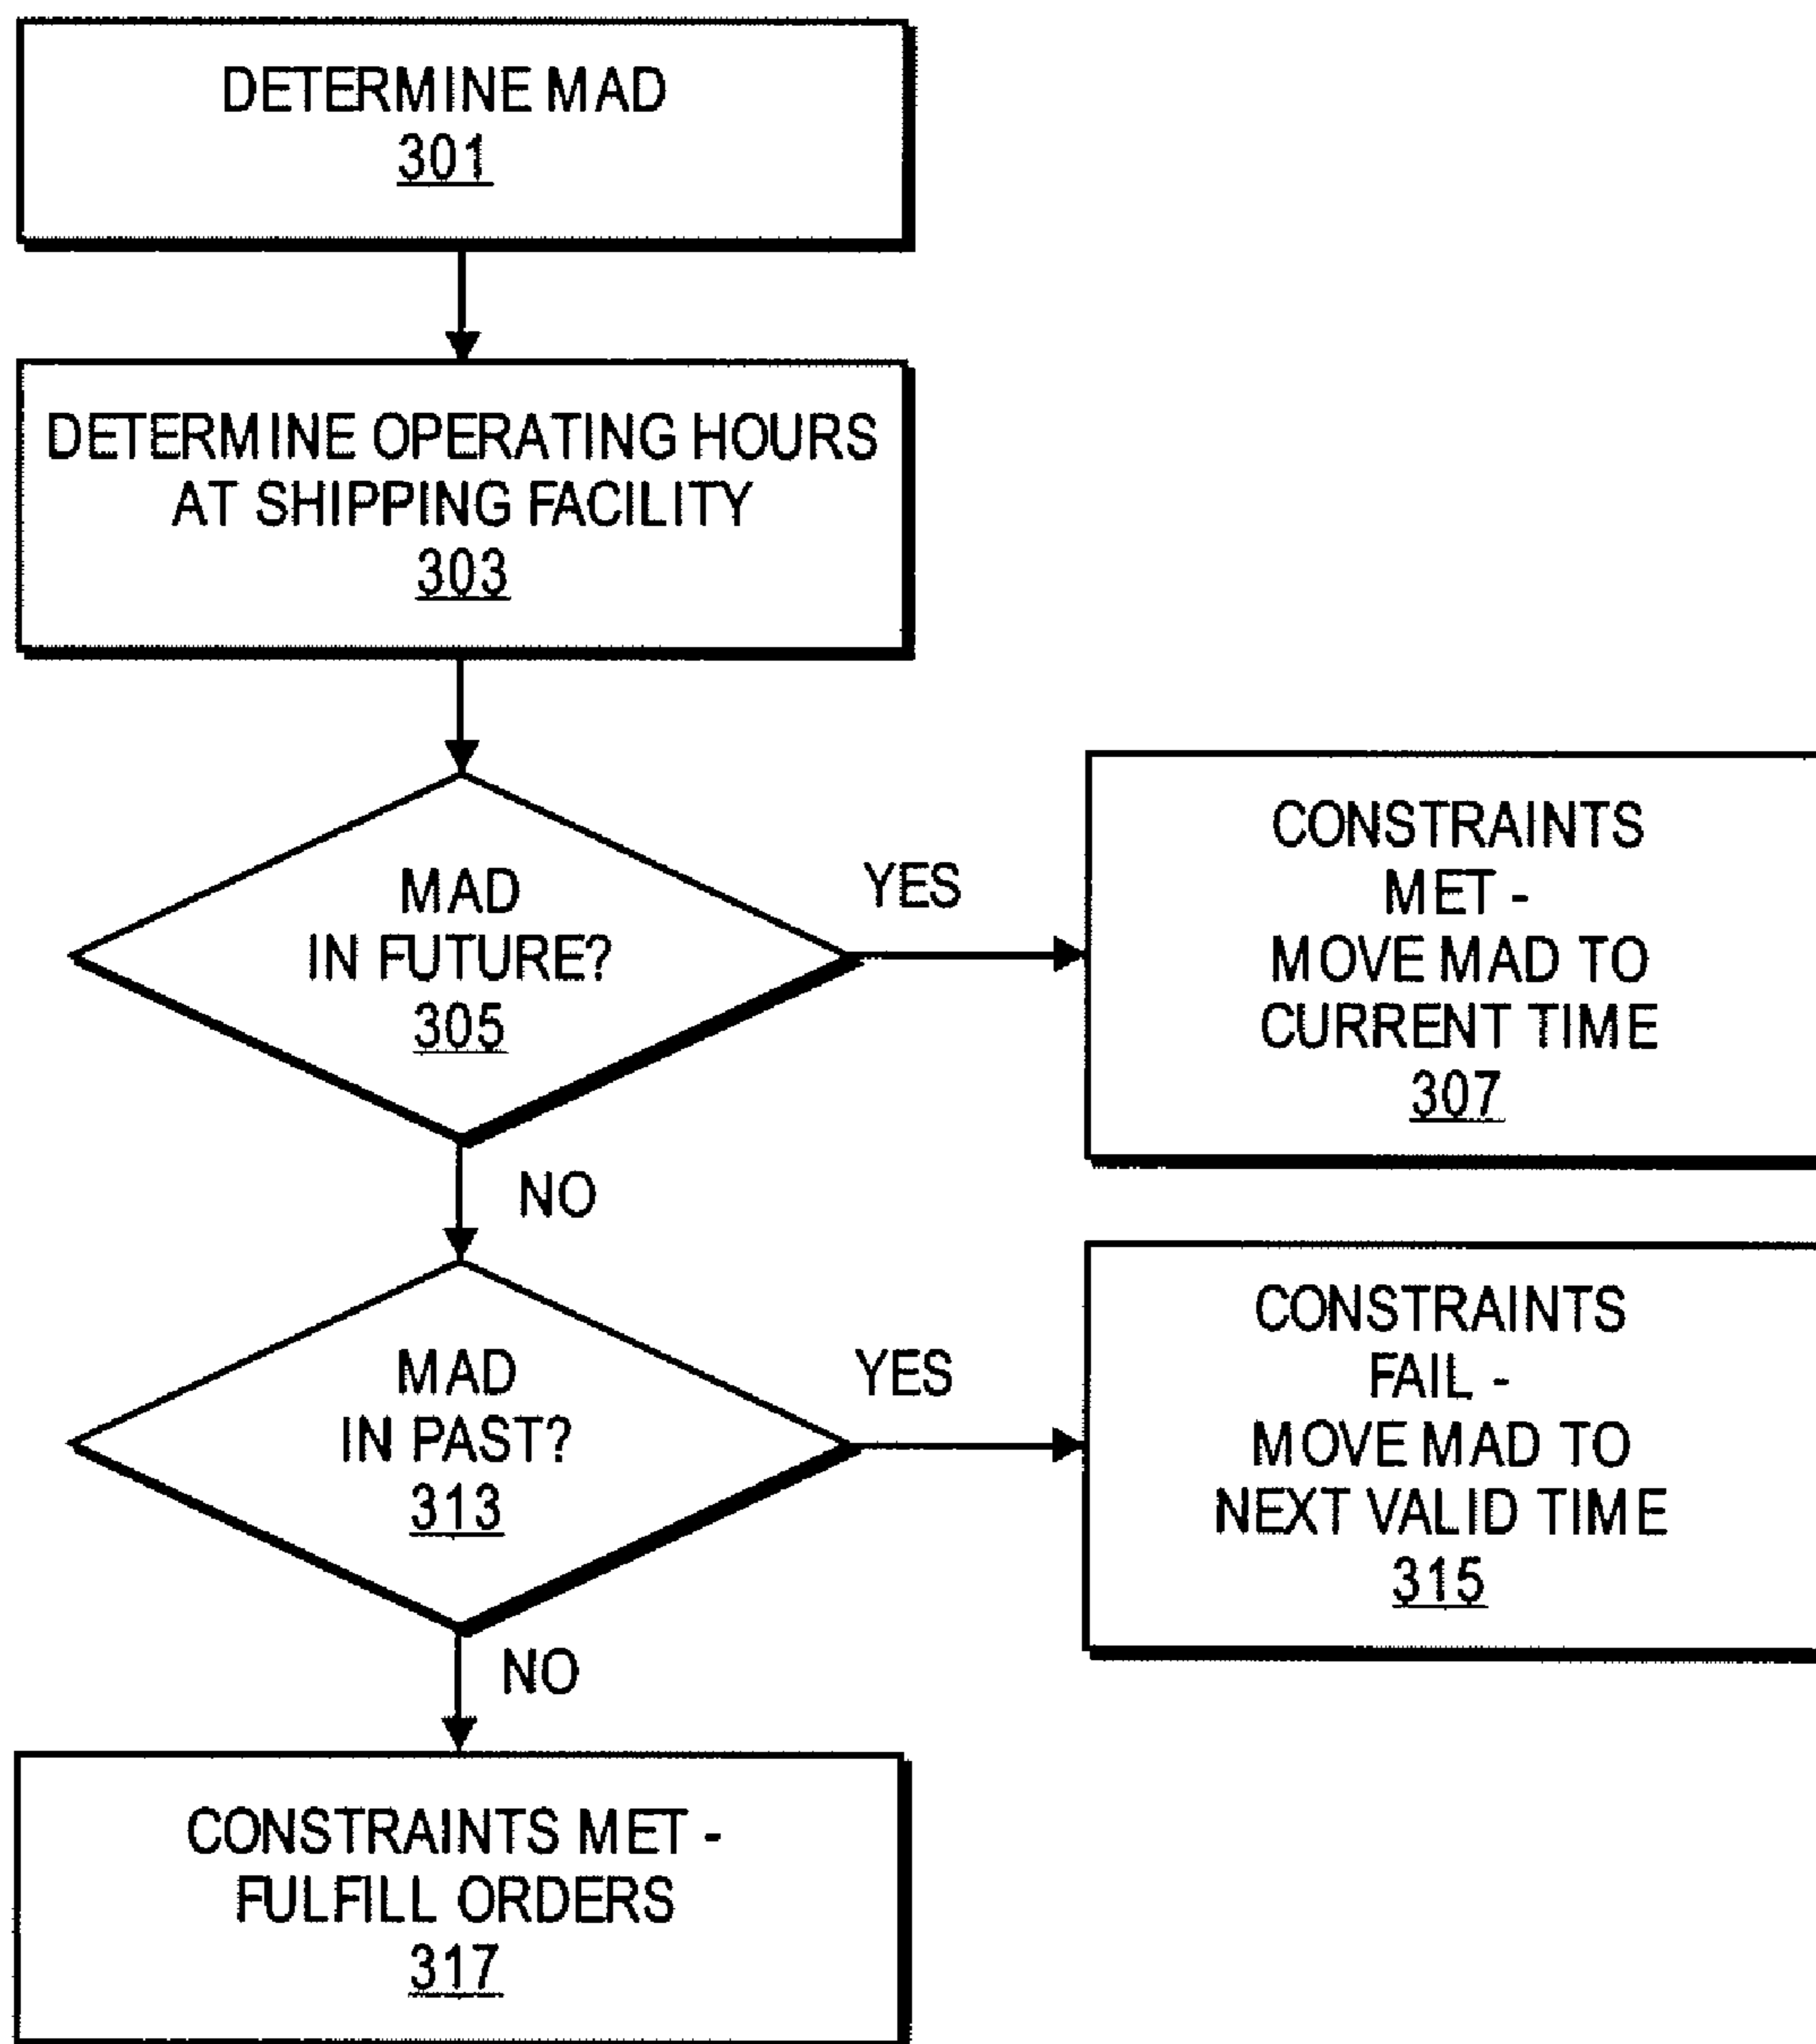 DETERMINE MAD
301
DETERMINE OPERATING HOURS
AT SHIPPING FACILITY
303
MAD
IN FUTURE?
305
YES
CONSTRAINTS
MET -
MOVE MAD TO
CURRENT TIME
307
NO
MAD
IN PAST?
313
YES
CONSTRAINTS
FAIL -
MOVE MAD TO
NEXT VALID TIME
315
NO
CONSTRAINTS MET -
FULFILL ORDERS
317